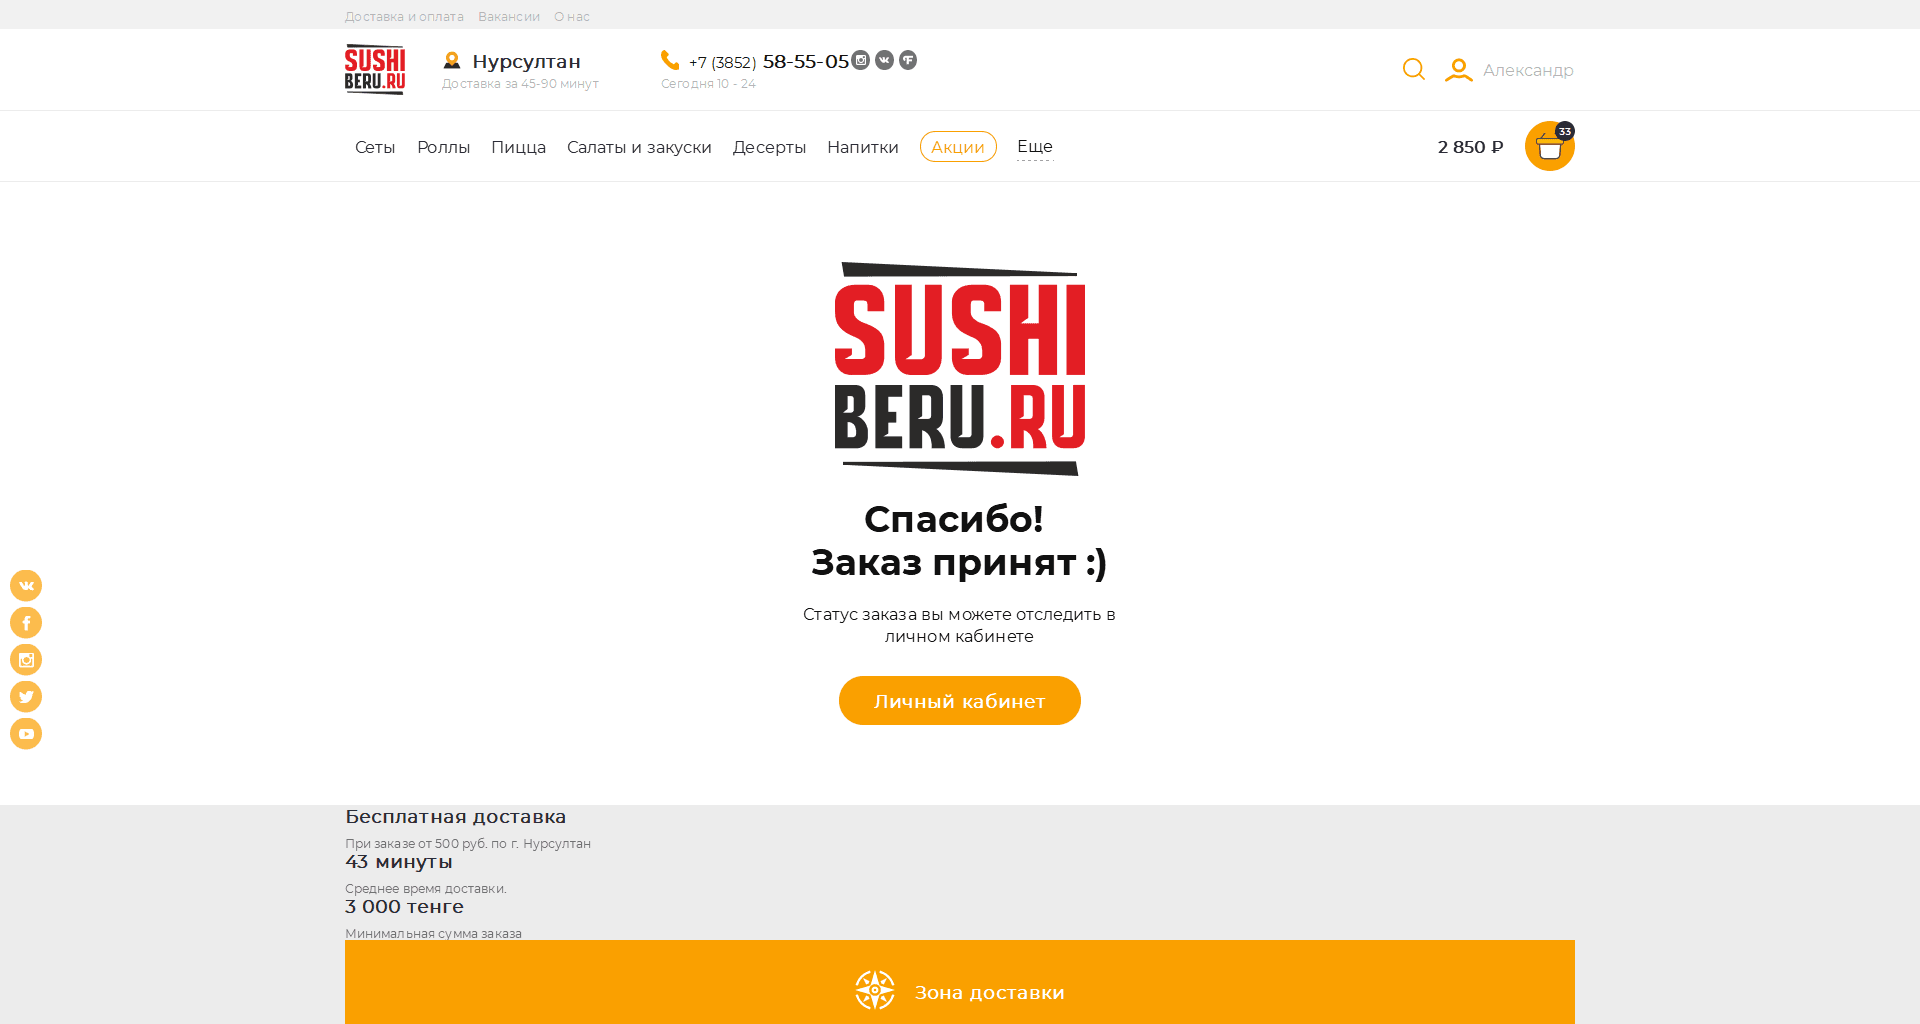 Доставка и оплата Вакансии О нас
SUSHI
BERU.RU
Нурсултан
Доставка за 45-90 минут
+7 (3852) 58-55-05
Сегодня 10 - 24
Александр
Сеты Роллы Пицца Салаты и закуски Десерты Напитки Акции Еще
2 850 ₽
33
SUSHI
BERU.RU
Спасибо!
Заказ принят :)
Статус заказа вы можете отследить в
личном кабинете
Личный кабинет
Бесплатная доставка
При заказе от 500 руб. по г. Нурсултан
43 минуты
Среднее время доставки.
3 000 тенге
Минимальная сумма заказа
Зона доставки